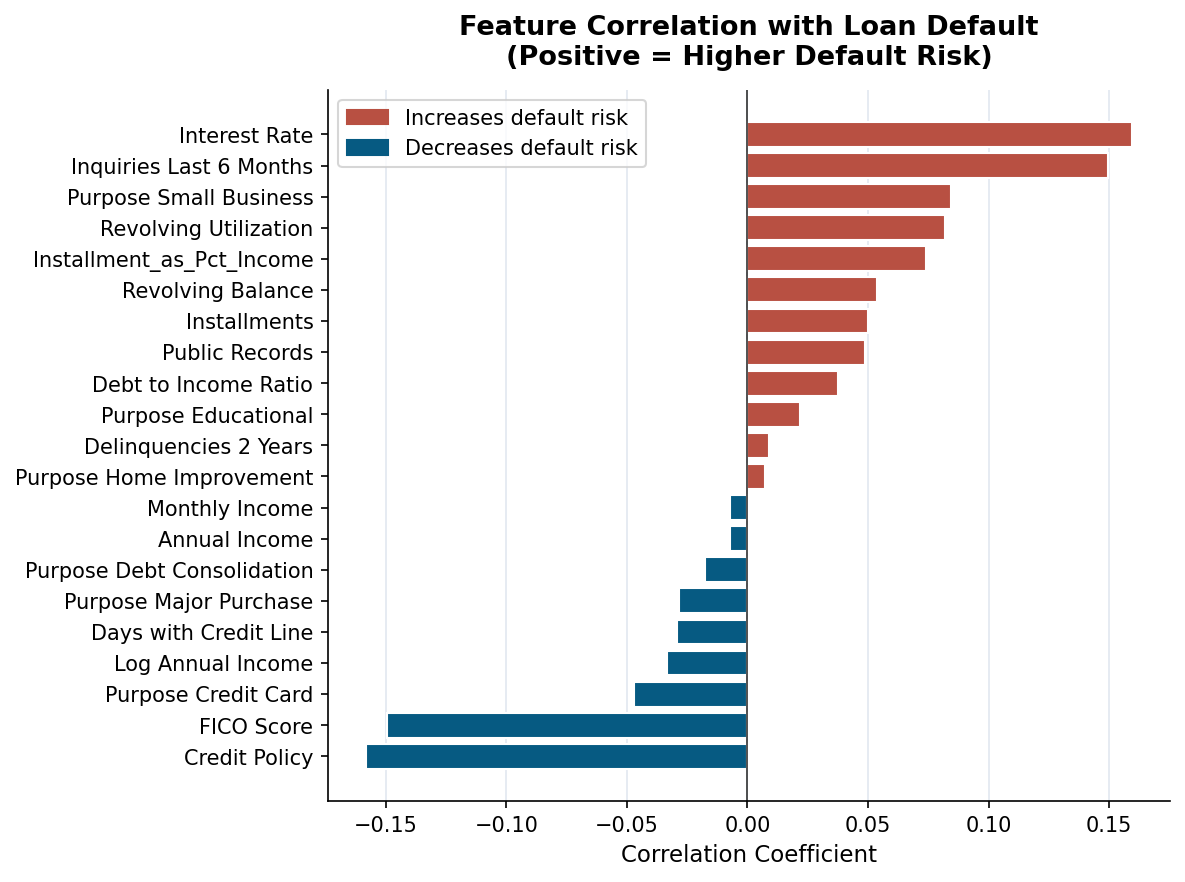 Feature Correlation with Loan Default
(Positive = Higher Default Risk)
Increases default risk
Decreases default risk
Interest Rate
Inquiries Last 6 Months
Purpose Small Business
Revolving Utilization
Installment_as_Pct_Income
Revolving Balance
Installments
Public Records
Debt to Income Ratio
Purpose Educational
Delinquencies 2 Years
Purpose Home Improvement
Monthly Income
Annual Income
Purpose Debt Consolidation
Purpose Major Purchase
Days with Credit Line
Log Annual Income
Purpose Credit Card
FICO Score
Credit Policy
−0.15 −0.10 −0.05 0.00 0.05 0.10 0.15
Correlation Coefficient